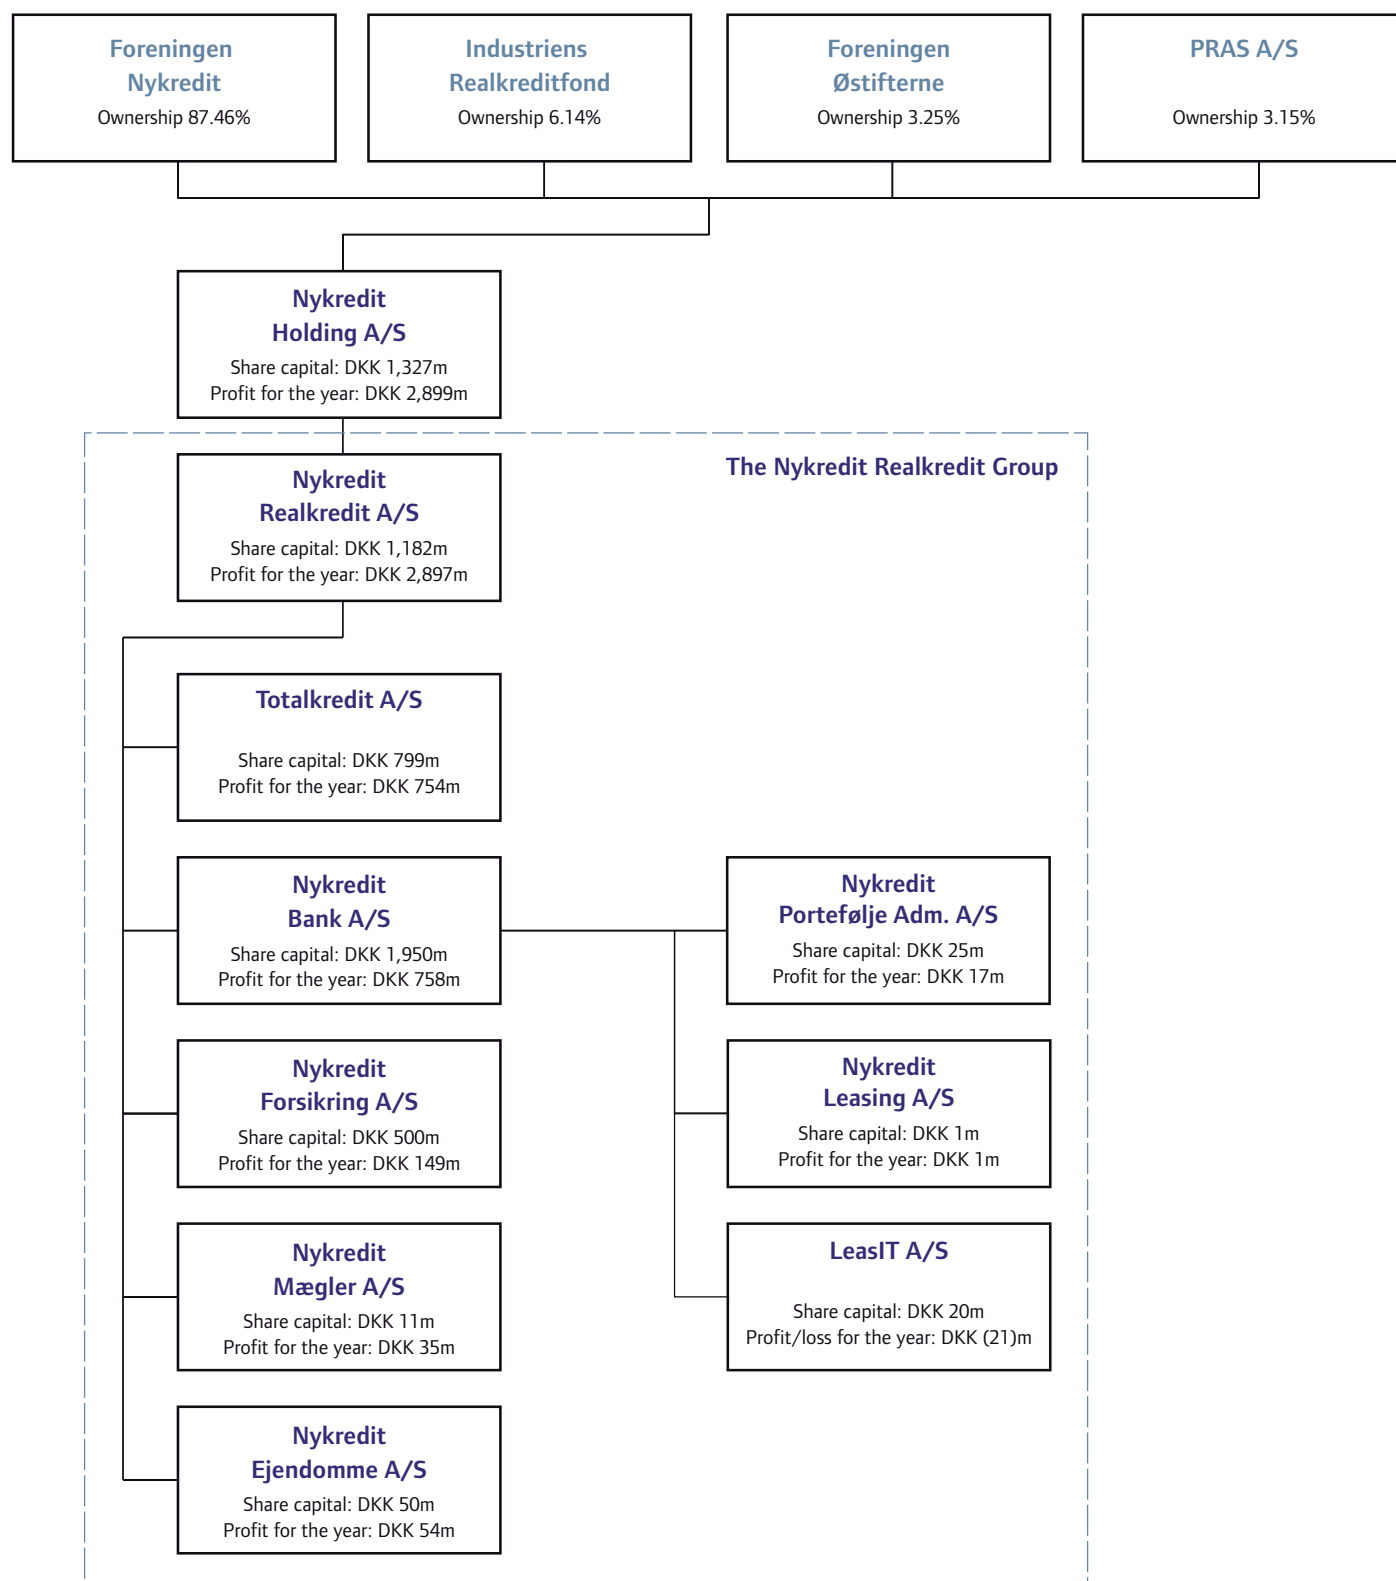 Foreningen
Nykredit
Ownership 87.46%
Industriens
Realkreditfond
Ownership 6.14%
Foreningen
Østifterne
Ownership 3.25%
PRAS A/S
Ownership 3.15%
Nykredit
Holding A/S
Share capital: DKK 1,327m
Profit for the year: DKK 2,899m
The Nykredit Realkredit Group
Nykredit
Realkredit A/S
Share capital: DKK 1,182m
Profit for the year: DKK 2,897m
Totalkredit A/S
Share capital: DKK 799m
Profit for the year: DKK 754m
Nykredit
Bank A/S
Share capital: DKK 1,950m
Profit for the year: DKK 758m
Nykredit
Portefølje Adm. A/S
Share capital: DKK 25m
Profit for the year: DKK 17m
Nykredit
Forsikring A/S
Share capital: DKK 500m
Profit for the year: DKK 149m
Nykredit
Leasing A/S
Share capital: DKK 1m
Profit for the year: DKK 1m
Nykredit
Mægler A/S
Share capital: DKK 11m
Profit for the year: DKK 35m
LeasIT A/S
Share capital: DKK 20m
Profit/loss for the year: DKK (21)m
Nykredit
Ejendomme A/S
Share capital: DKK 50m
Profit for the year: DKK 54m